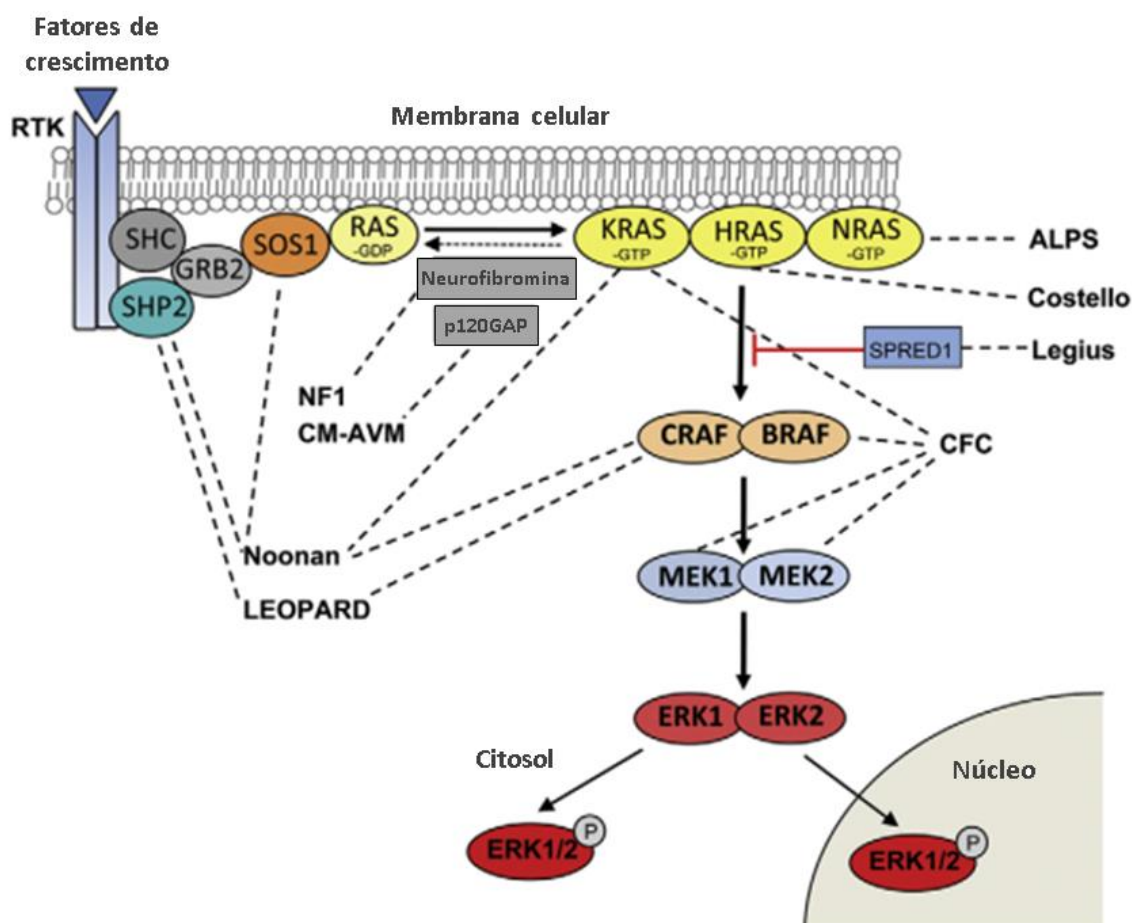 Fatores de
crescimento
RTK
Membrana celular
SHC
GRB2
SHP2
SOS1
RAS
-GDP
KRAS
-GTP
HRAS
-GTP
NRAS
-GTP
ALPS
Neurofibromina
p120GAP
Costello
SPRED1
Legius
NF1
CM-AVM
CRAF
BRAF
CFC
Noonan
LEOPARD
MEK1
MEK2
ERK1
ERK2
Citosol
Núcleo
ERK1/2
P
ERK1/2
P